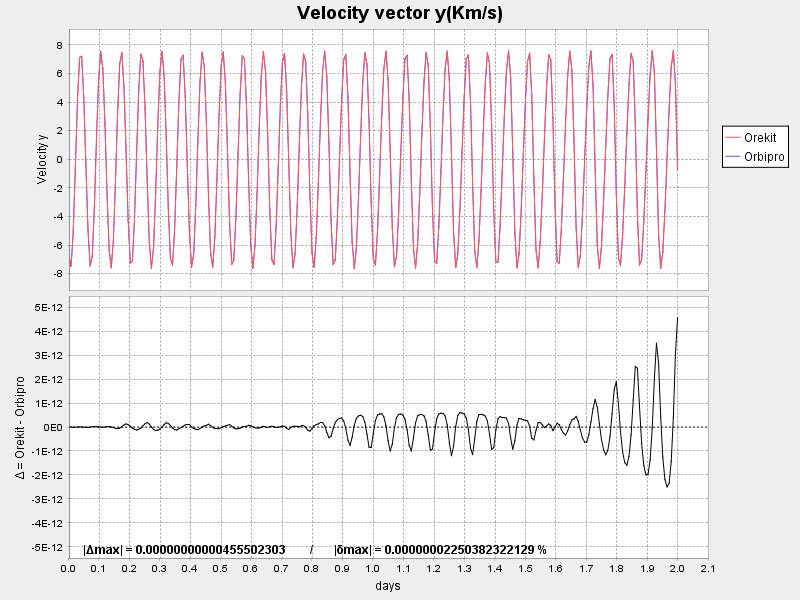 Velocity vector y(Km/s)
8
6
4
2
0
-2
-4
-6
-8
Velocity y
Orekit
Orbipro
5E-12
4E-12
3E-12
2E-12
1E-12
0E0
-1E-12
-2E-12
-3E-12
-4E-12
-5E-12
Δ = Orekit - Orbipro
|Δmax| = 0.00000000000455502303 / |δmax| = 0.00000002250382322129 %
0.0 0.1 0.2 0.3 0.4 0.5 0.6 0.7 0.8 0.9 1.0 1.1 1.2 1.3 1.4 1.5 1.6 1.7 1.8 1.9 2.0 2.1
days